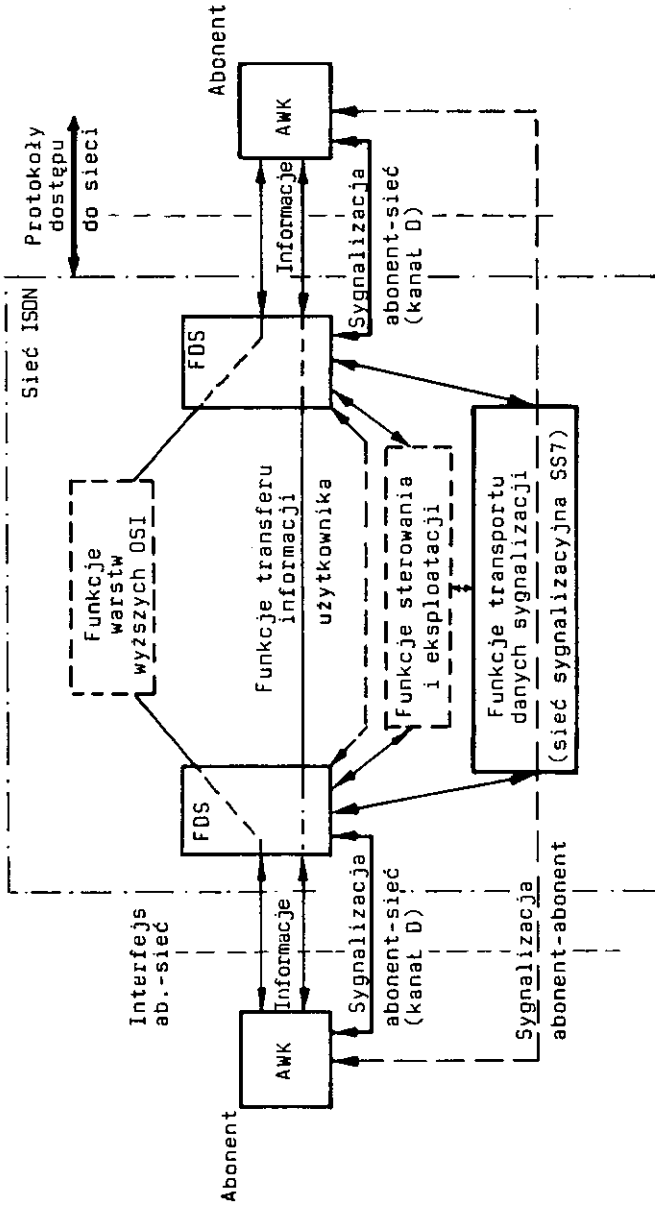 Sieć ISDN
Protokoły
dostępu
do sieci
Interfejs
ab.-sieć
Abonent
AWK
Informacje
Sygnalizacja
abonent-sieć
(kanał D)
Sygnalizacja
abonent-abonent
FDS
Funkcje
warstw
wyższych OSI
Funkcje transferu
informacji
użytkownika
Funkcje sterowania
i eksploatacji
Funkcje transportu
danych sygnalizacji
(sieć sygnalizacyjna SS7)
FDS
Informacje
Sygnalizacja
abonent-sieć
(kanał D)
Abonent
AWK